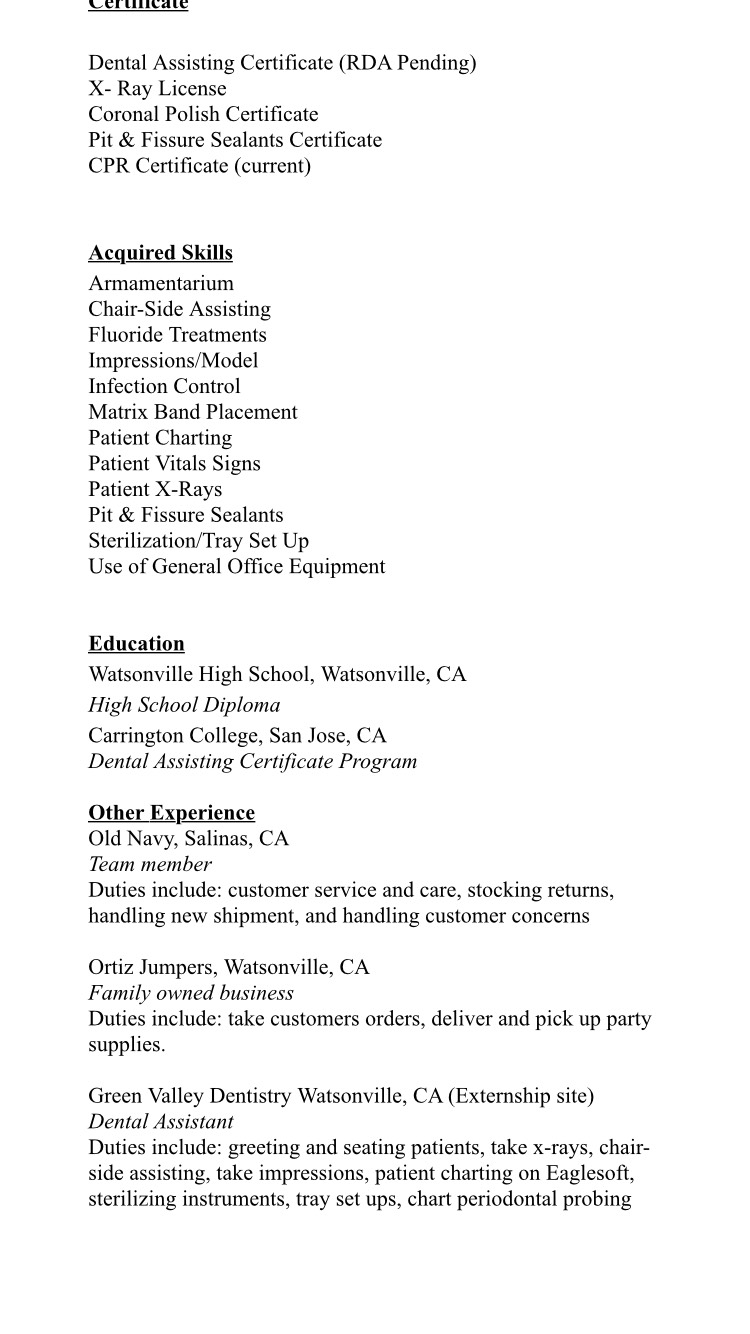 Certificate
Dental Assisting Certificate (RDA Pending)
X- Ray License
Coronal Polish Certificate
Pit & Fissure Sealants Certificate
CPR Certificate (current)
Acquired Skills
Armamentarium
Chair-Side Assisting
Fluoride Treatments
Impressions/Model
Infection Control
Matrix Band Placement
Patient Charting
Patient Vitals Signs
Patient X-Rays
Pit & Fissure Sealants
Sterilization/Tray Set Up
Use of General Office Equipment
Education
Watsonville High School, Watsonville, CA
High School Diploma
Carrington College, San Jose, CA
Dental Assisting Certificate Program
Other Experience
Old Navy, Salinas, CA
Team member
Duties include: customer service and care, stocking returns,
handling new shipment, and handling customer concerns
Ortiz Jumpers, Watsonville, CA
Family owned business
Duties include: take customers orders, deliver and pick up party
supplies.
Green Valley Dentistry Watsonville, CA (Externship site)
Dental Assistant
Duties include: greeting and seating patients, take x-rays, chair-
side assisting, take impressions, patient charting on Eaglesoft,
sterilizing instruments, tray set ups, chart periodontal probing